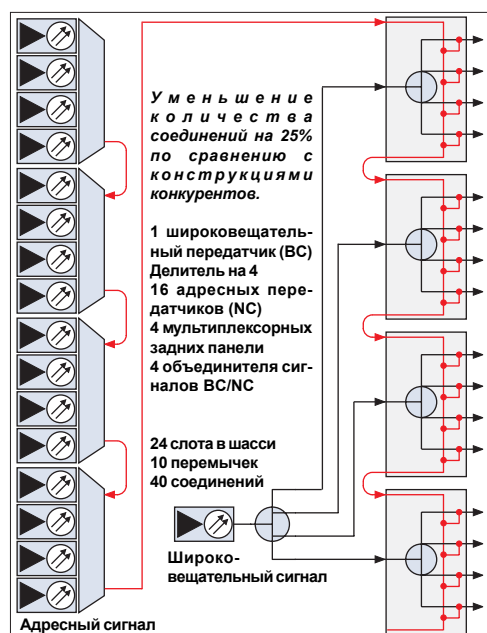 Уменьшение
количества
соединений на 25%
по сравнению с
конструкциями
конкурентов.
1 широковещатель-
ный передатчик (BC)
Делитель на 4
16 адресных пере-
датчиков (NC)
4 мультиплексорных
задних панели
4 объединителя сиг-
налов BC/NC
24 слота в шасси
10 перемычек
40 соединений
Широко-
вещательный сигнал
Адресный сигнал